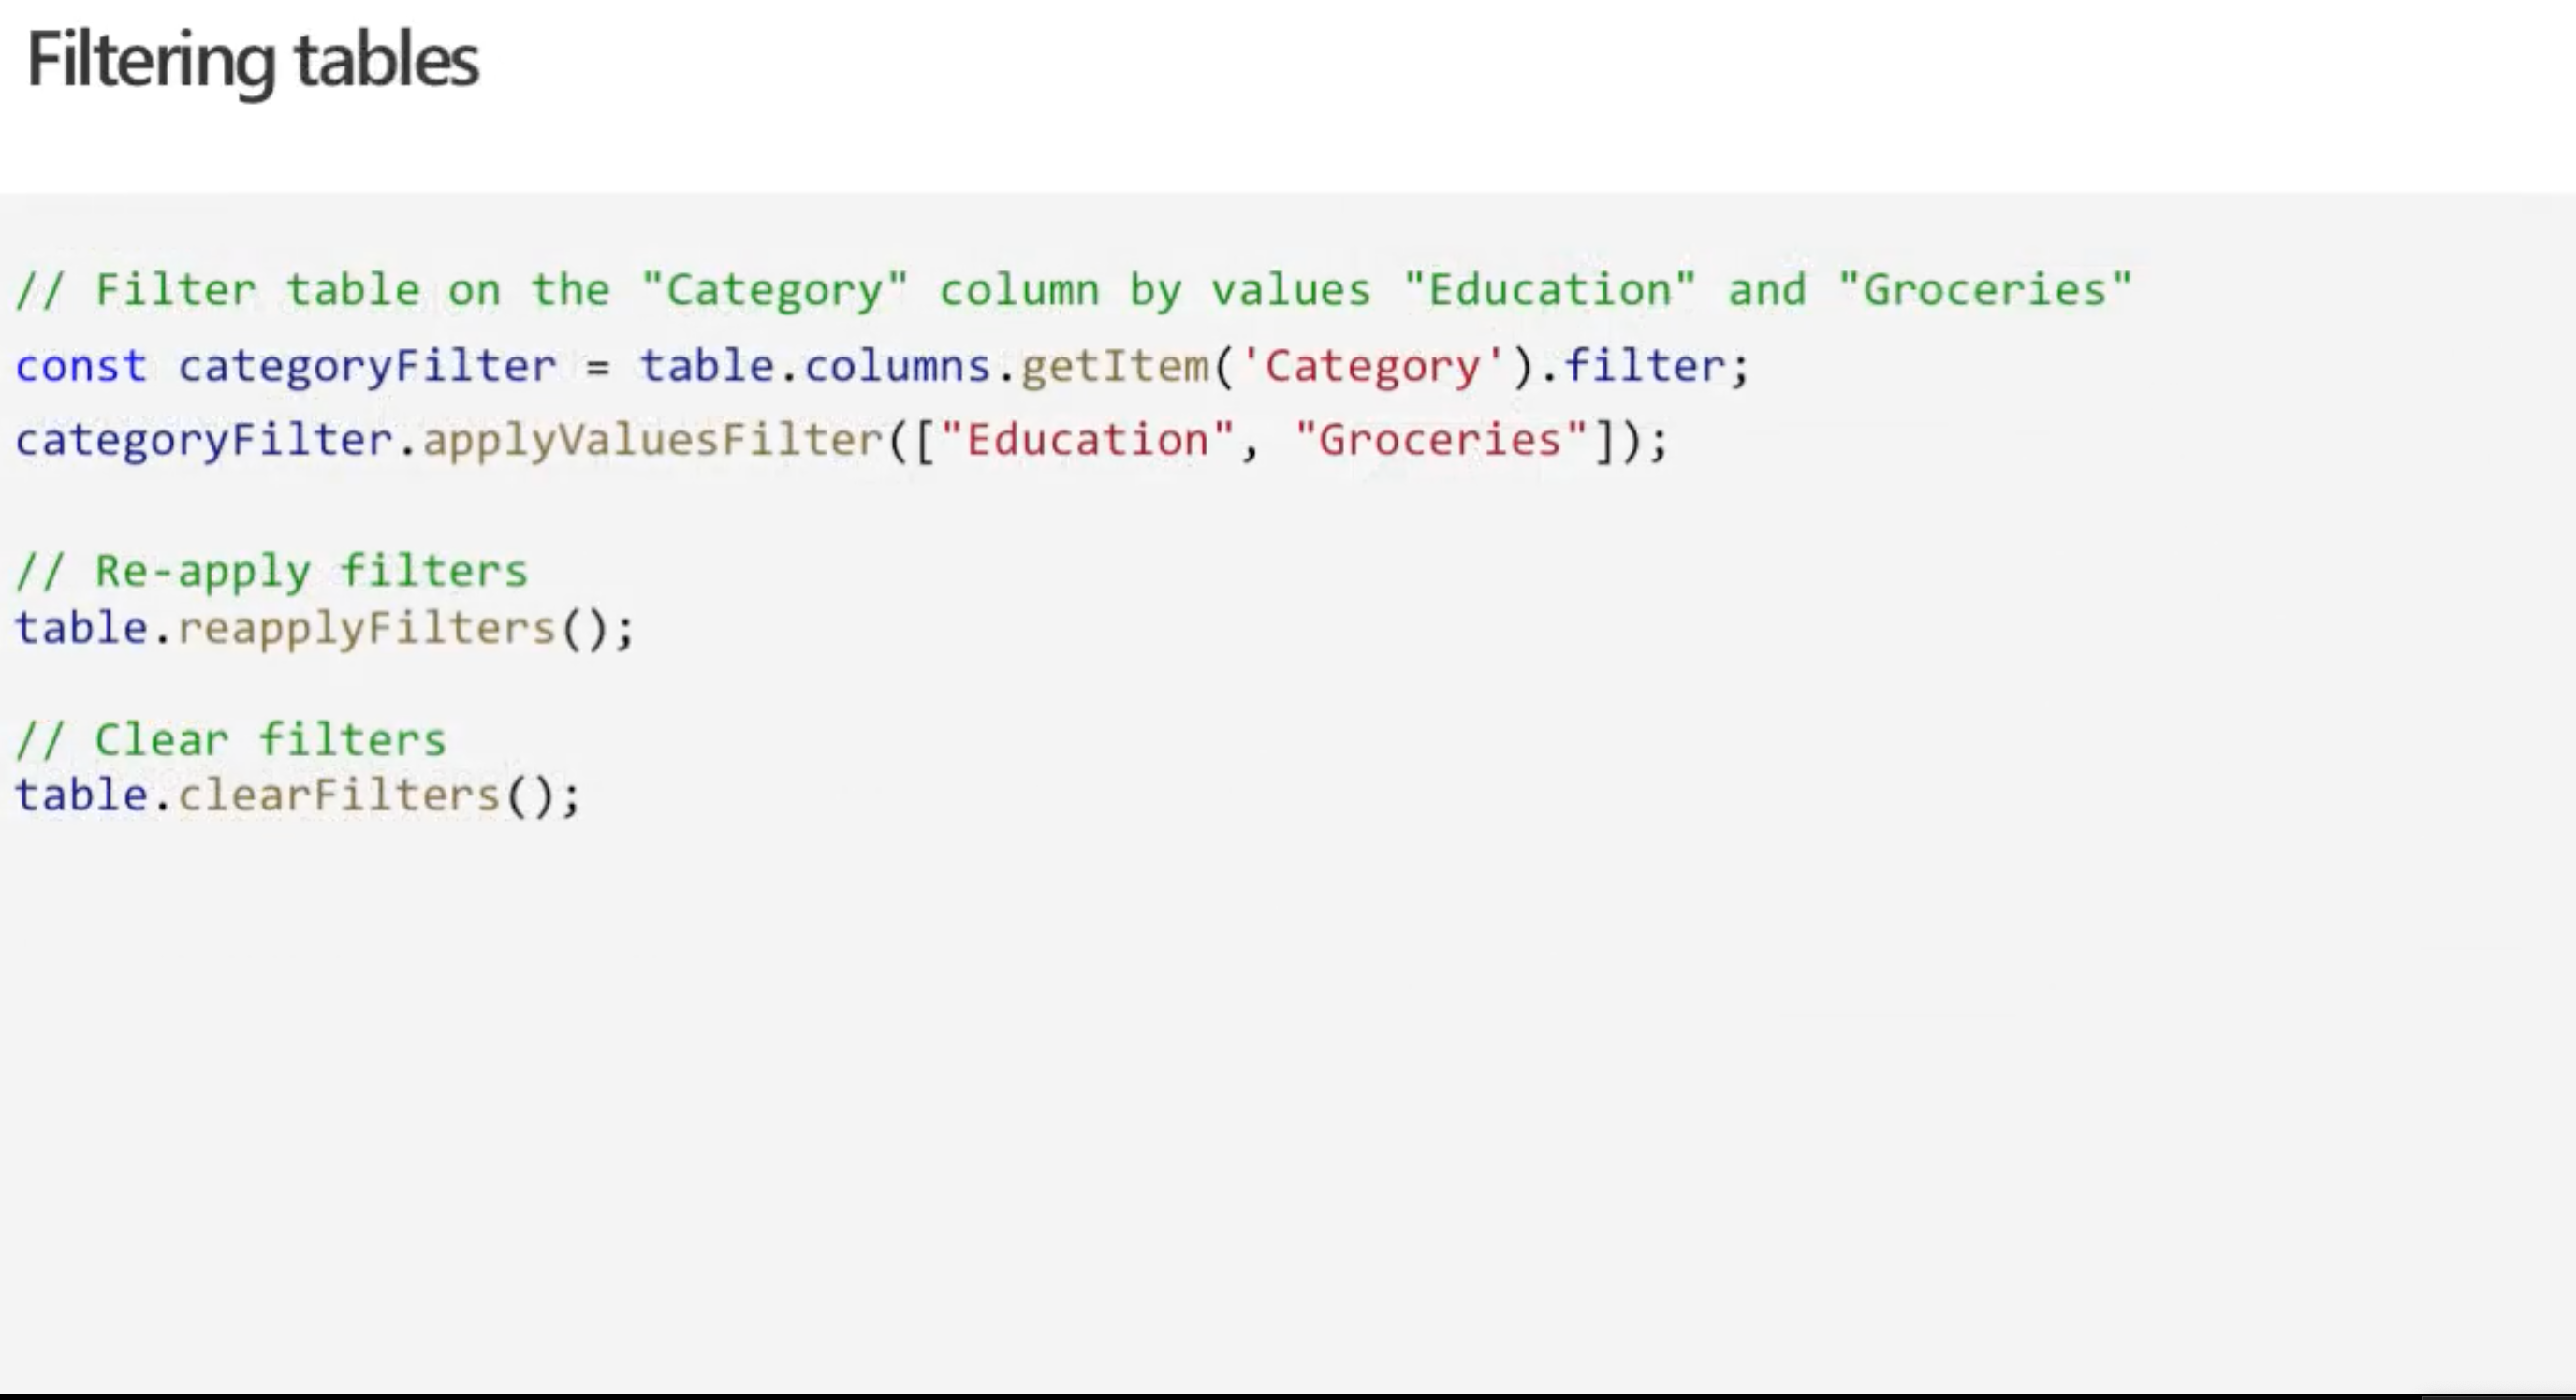 Filtering tables
// Filter table on the "Category" column by values "Education" and "Groceries"
const categoryFilter = table.columns.getItem('Category').filter;
categoryFilter.applyValuesFilter(["Education", "Groceries"]);
// Re-apply filters
table.reapplyFilters();
// Clear filters
table.clearFilters();